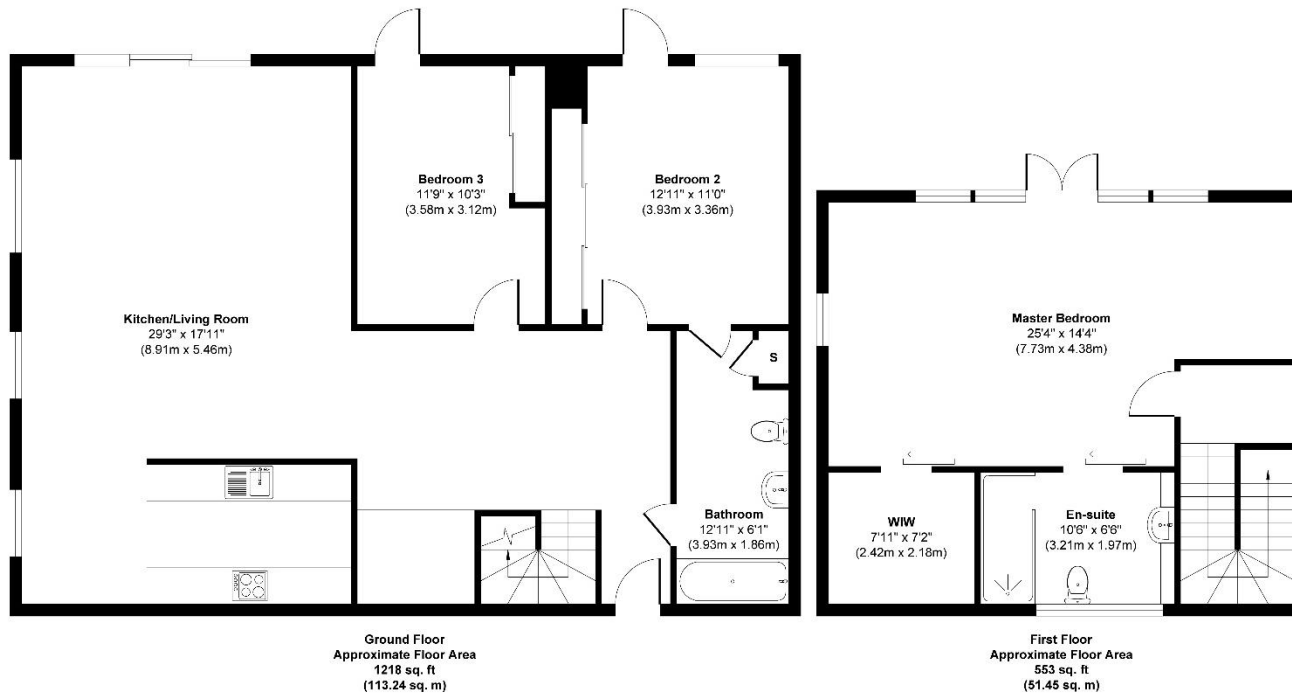 Bedroom 3
11'9" x 10'3"
(3.58m x 3.12m)
Bedroom 2
12'11" x 11'0"
(3.93m x 3.36m)
Kitchen/Living Room
29'3" x 17'11"
(8.91m x 5.46m)
S
Bathroom
12'11" x 6'1"
(3.93m x 1.86m)
Ground Floor
Approximate Floor Area
1218 sq. ft
(113.24 sq. m)
Master Bedroom
25'4" x 14'4"
(7.73m x 4.38m)
WIW
7'11" x 7'2"
(2.42m x 2.18m)
En-suite
10'6" x 6'6"
(3.21m x 1.97m)
First Floor
Approximate Floor Area
553 sq. ft
(51.45 sq. m)